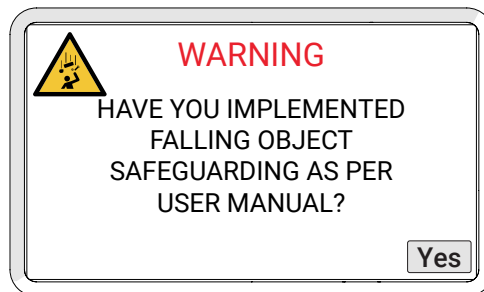 WARNING
HAVE YOU IMPLEMENTED
FALLING OBJECT
SAFEGUARDING AS PER
USER MANUAL?
Yes